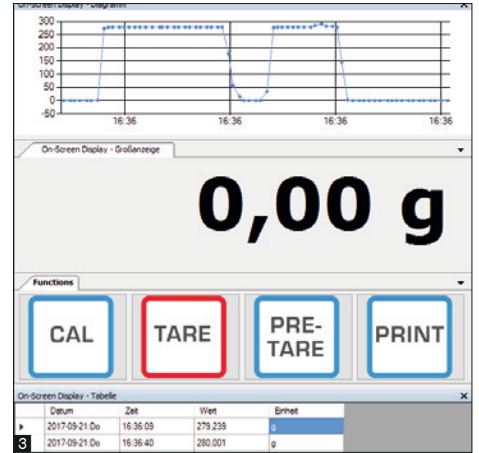 On-Screen Display - Diagramm
300
250
200
150
100
50
0
-50
16:36 16:36 16:36 16:36
On-Screen Display - Großanzeige
0,00 g
Functions
CAL TARE PRE-TARE PRINT
On-Screen Display - Tabelle
Datum Zeit Wert Einheit
2017-09-21:Do 16:36:09 279,239 g
3 2017-09-21:Do 16:36:40 280,001 g